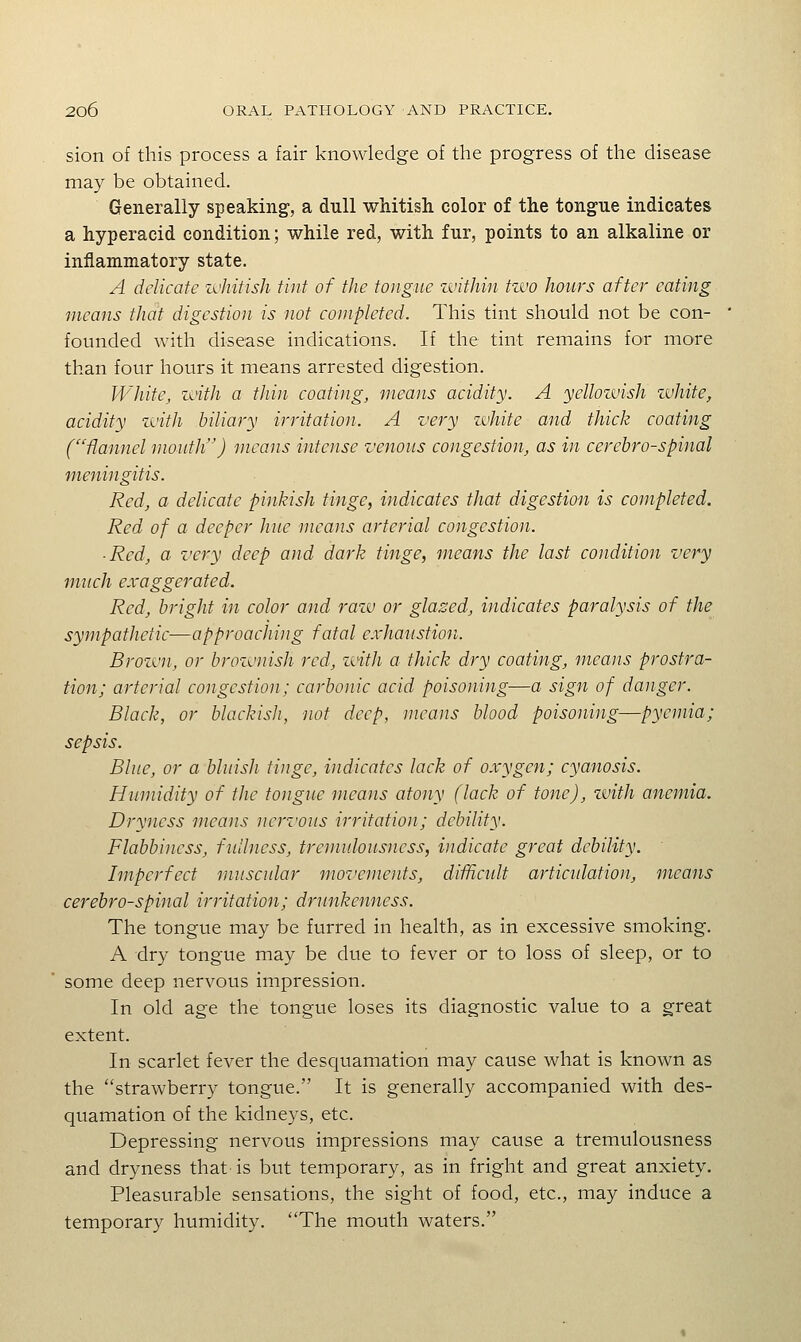 206 ORAL PATHOLOGY AND PRACTICE.
sion of this process a fair knowledge of the progress of the disease
may be obtained.
Generally speaking, a dull whitish color of the tongue indicates
a hyperacid condition; while red, with fur, points to an alkaline or
inflammatory state.
A delicate whitish tint of the tongue within two hours after eating
means that digestion is not completed. This tint should not be con-
founded with disease indications. If the tint remains for more
than four hours it means arrested digestion.
White, with a thin coating, means acidity. A yellowish white,
acidity with biliary irritation. A very white and thick coating
(“flannel mouth”) means intense venous congestion, as in cerebro-spinal
meningitis.
Red, a delicate pinkish tinge, indicates that digestion is completed.
Red of a deeper hue means arterial congestion.
Red, a very deep and dark tinge, means the last condition very
much exaggerated.
Red, bright in color and raw or glazed, indicates paralysis of the
sympathetic—approaching fatal exhaustion.
Brown, or brownish red, with a thick dry coating, means prostra-
tion; arterial congestion; carbonic acid poisoning—a sign of danger.
Black, or blackish, not deep, means blood poisoning—pyemia;
sepsis.
Blue, or a bluish tinge, indicates lack of oxygen; cyanosis.
Humidity of the tongue means atony (lack of tone), with anemia.
Dryness means nervous irritation; debility.
Flabbiness, fullness, tremulousness, indicate great debility.
Imperfect muscular movements, difficult articulation, means
cerebro-spinal irritation; drunkenness.
The tongue may be furred in health, as in excessive smoking.
A dry tongue may be due to fever or to loss of sleep, or to
some deep nervous impression.
In old age the tongue loses its diagnostic value to a great
extent.
In scarlet fever the desquamation may cause what is known as
the “strawberry tongue.” It is generally accompanied with des-
quamation of the kidneys, etc.
Depressing nervous impressions may cause a tremulousness
and dryness that is but temporary, as in fright and great anxiety.
Pleasurable sensations, the sight of food, etc., may induce a
temporary humidity. “The mouth waters.”